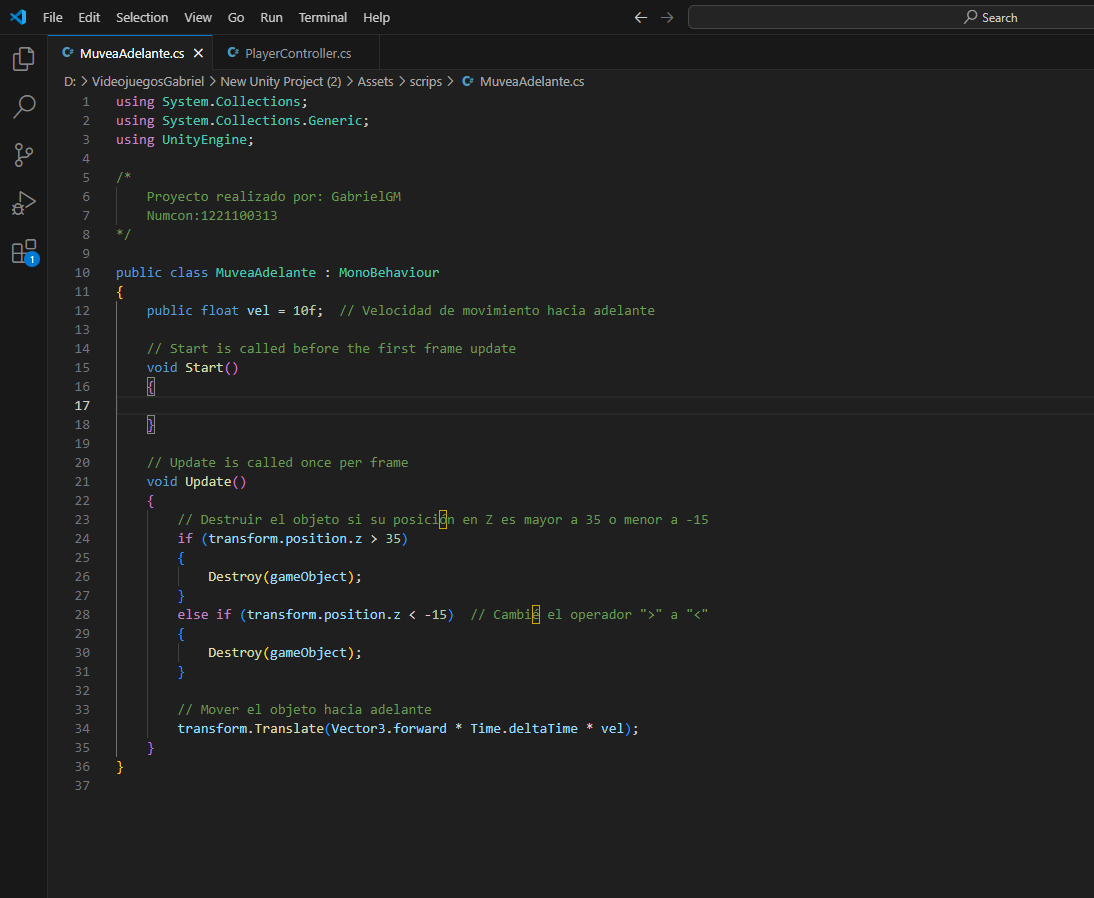 File Edit Selection View Go Run Terminal Help
Search
MuveaAdelante.cs PlayerController.cs
D: > VideojuegosGabriel > New Unity Project (2) > Assets > scrips > MuveaAdelante.cs
1 using System.Collections;
2 using System.Collections.Generic;
3 using UnityEngine;
4
5 /*
6     Proyecto realizado por: GabrielGM
7     Numcon:1221100313
8 */
9
10 public class MuveaAdelante : MonoBehaviour
11 {
12     public float vel = 10f;  // Velocidad de movimiento hacia adelante
13
14     // Start is called before the first frame update
15     void Start()
16     {
17
18     }
19
20     // Update is called once per frame
21     void Update()
22     {
23         // Destruir el objeto si su posición en Z es mayor a 35 o menor a -15
24         if (transform.position.z > 35)
25         {
26             Destroy(gameObject);
27         }
28         else if (transform.position.z < -15)  // Cambié el operador ">" a "<"
29         {
30             Destroy(gameObject);
31         }
32
33         // Mover el objeto hacia adelante
34         transform.Translate(Vector3.forward * Time.deltaTime * vel);
35     }
36 }
37
1